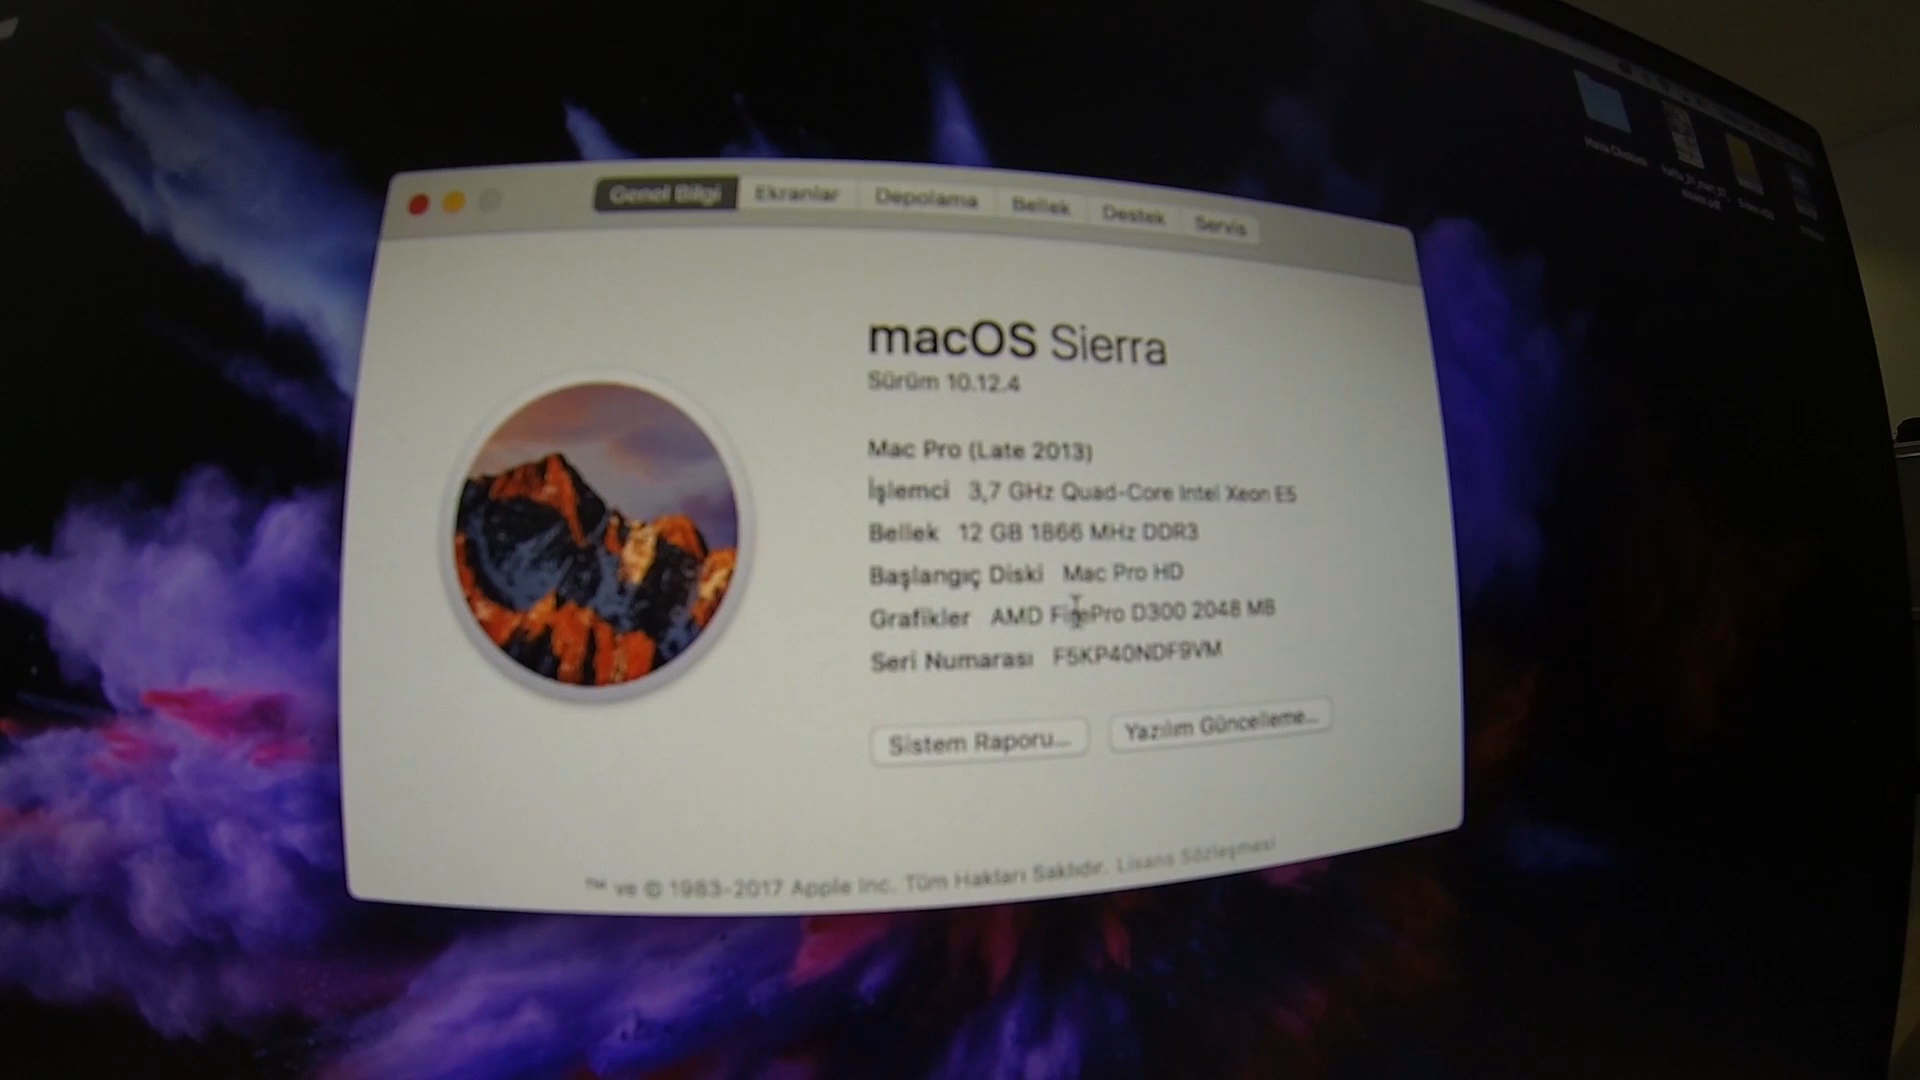 Genel Bilgi Ekranlar Depolama Bellek Destek Servis
macOS Sierra
Sürüm 10.12.4
Mac Pro (Late 2013)
İşlemci 3,7 GHz Quad-Core Intel Xeon E5
Bellek 12 GB 1866 MHz DDR3
Başlangıç Diski Mac Pro HD
Grafikler AMD FirePro D300 2048 MB
Seri Numarası F5KP40NDF9VM
Sistem Raporu... Yazılım Güncelleme...
™ ve © 1983-2017 Apple Inc. Tüm Hakları Saklıdır. Lisans Sözleşmesi